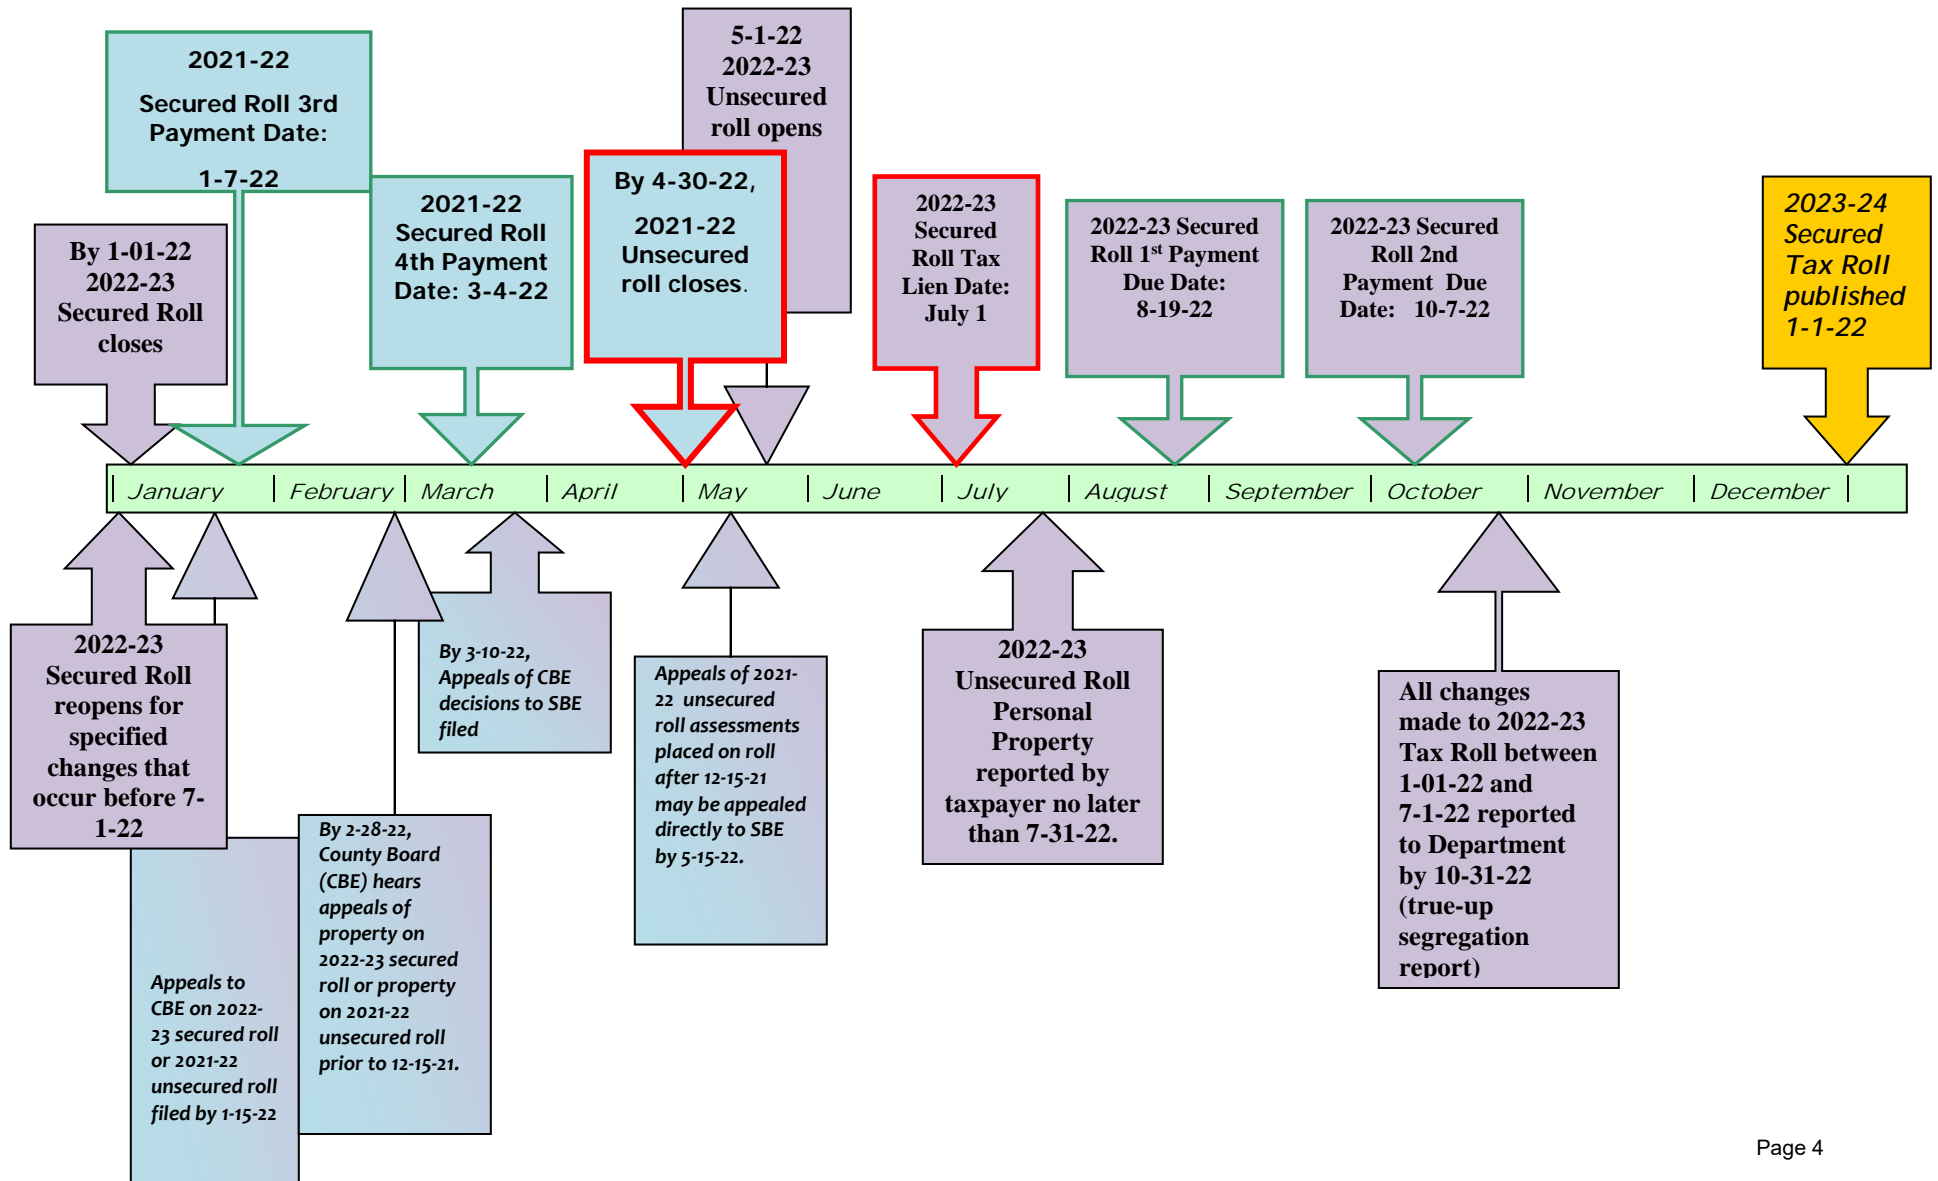 2021-22
Secured Roll 3rd
Payment Date:
1-7-22
5-1-22
2022-23
Unsecured
roll opens
By 1-01-22
2022-23
Secured Roll
closes
2021-22
Secured Roll
4th Payment
Date: 3-4-22
By 4-30-22,
2021-22
Unsecured
roll closes.
2022-23
Secured
Roll Tax
Lien Date:
July 1
2022-23 Secured
Roll 1st Payment
Due Date:
8-19-22
2022-23 Secured
Roll 2nd
Payment Due
Date: 10-7-22
2023-24
Secured
Tax Roll
published
1-1-22
January February March April May June July August September October November December
2022-23
Secured Roll
reopens for
specified
changes that
occur before 7-
1-22
Appeals to
CBE on 2022-
23 secured roll
or 2021-22
unsecured roll
filed by 1-15-22
By 2-28-22,
County Board
(CBE) hears
appeals of
property on
2022-23 secured
roll or property
on 2021-22
unsecured roll
prior to 12-15-21.
By 3-10-22,
Appeals of CBE
decisions to SBE
filed
Appeals of 2021-
22 unsecured
roll assessments
placed on roll
after 12-15-21
may be appealed
directly to SBE
by 5-15-22.
2022-23
Unsecured Roll
Personal
Property
reported by
taxpayer no later
than 7-31-22.
All changes
made to 2022-23
Tax Roll between
1-01-22 and
7-1-22 reported
to Department
by 10-31-22
(true-up
segregation
report)
Page 4